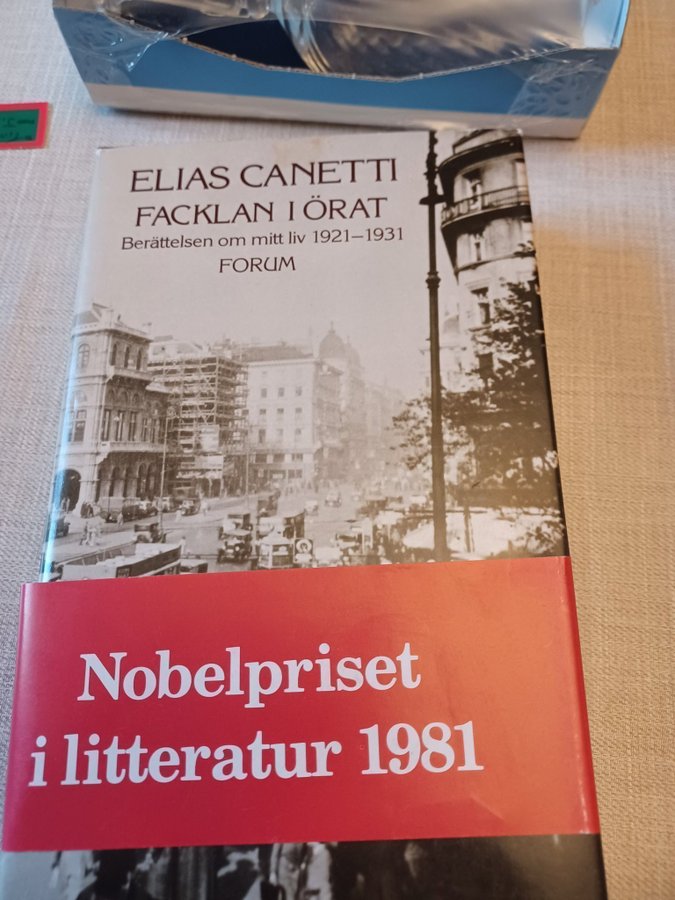 ELIAS CANETTI
FACKLAN I ÖRAT
Berättelsen om mitt liv 1921–1931
FORUM
Nobelpriset
i litteratur 1981